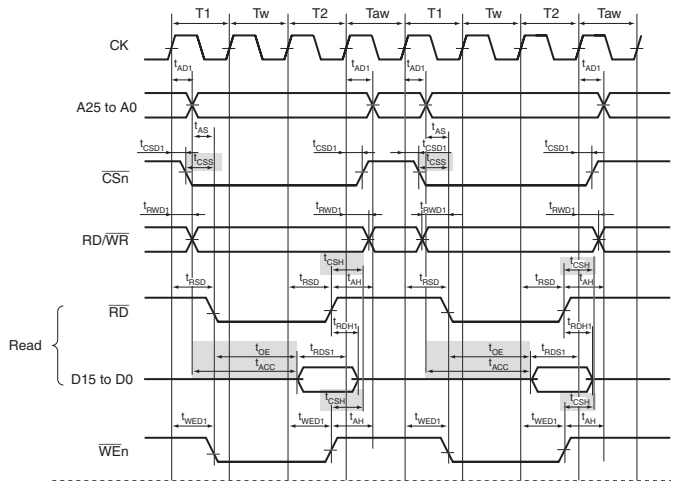 T1 Tw T2 Taw T1 Tw T2 Taw
CK
tAD1 tAD1 tAD1 tAD1
A25 to A0
tAS tAS
tCSD1 tCSD1 tCSD1 tCSD1
tCSS tCSS
CSn
tRWD1 tRWD1 tRWD1 tRWD1
RD/WR
tCSH tCSH
tRSD tRSD tAH tRSD tRSD tAH
RD
tRDH1 tRDH1
Read
tOE tRDS1 tOE tRDS1
tACC tACC
D15 to D0
tCSH tCSH
tWED1 tWED1 tAH tWED1 tWED1 tAH
WEn